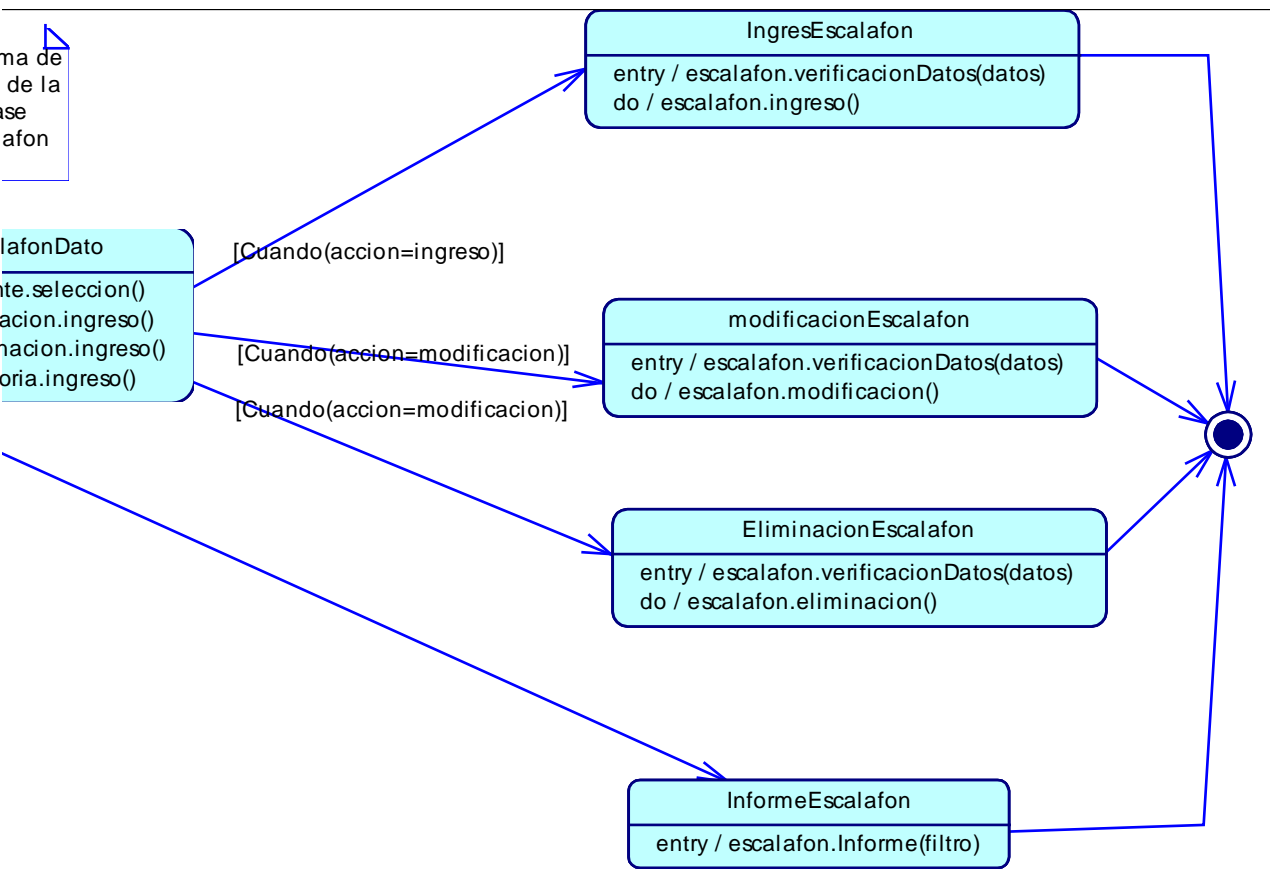 ma de
de la
ase
afon
lafonDato
nte.seleccion()
acion.ingreso()
nacion.ingreso()
oria.ingreso()
[Cuando(accion=ingreso)]
[Cuando(accion=modificacion)]
[Cuando(accion=modificacion)]
IngresEscalafon
entry / escalafon.verificacionDatos(datos)
do / escalafon.ingreso()
modificacionEscalafon
entry / escalafon.verificacionDatos(datos)
do / escalafon.modificacion()
EliminacionEscalafon
entry / escalafon.verificacionDatos(datos)
do / escalafon.eliminacion()
InformeEscalafon
entry / escalafon.Informe(filtro)